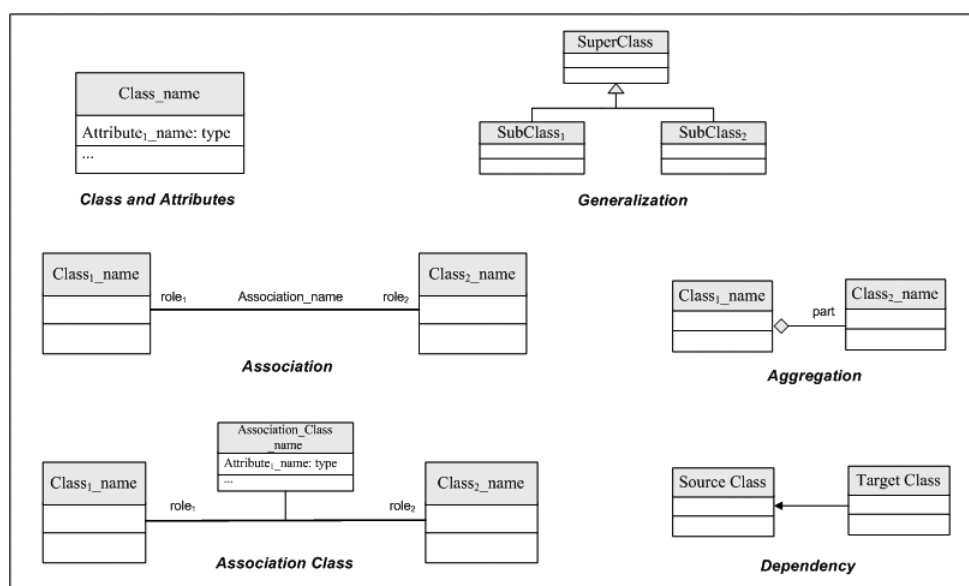 Class_name
Attribute₁_name: type
...
Class and Attributes
SuperClass
SubClass₁
SubClass₂
Generalization
Class₁_name
role₁
Association_name
role₂
Class₂_name
Association
Class₁_name
part
Class₂_name
Aggregation
Association_Class
_name
Attribute₁_name: type
...
Class₁_name
role₁
role₂
Class₂_name
Association Class
Source Class
Target Class
Dependency